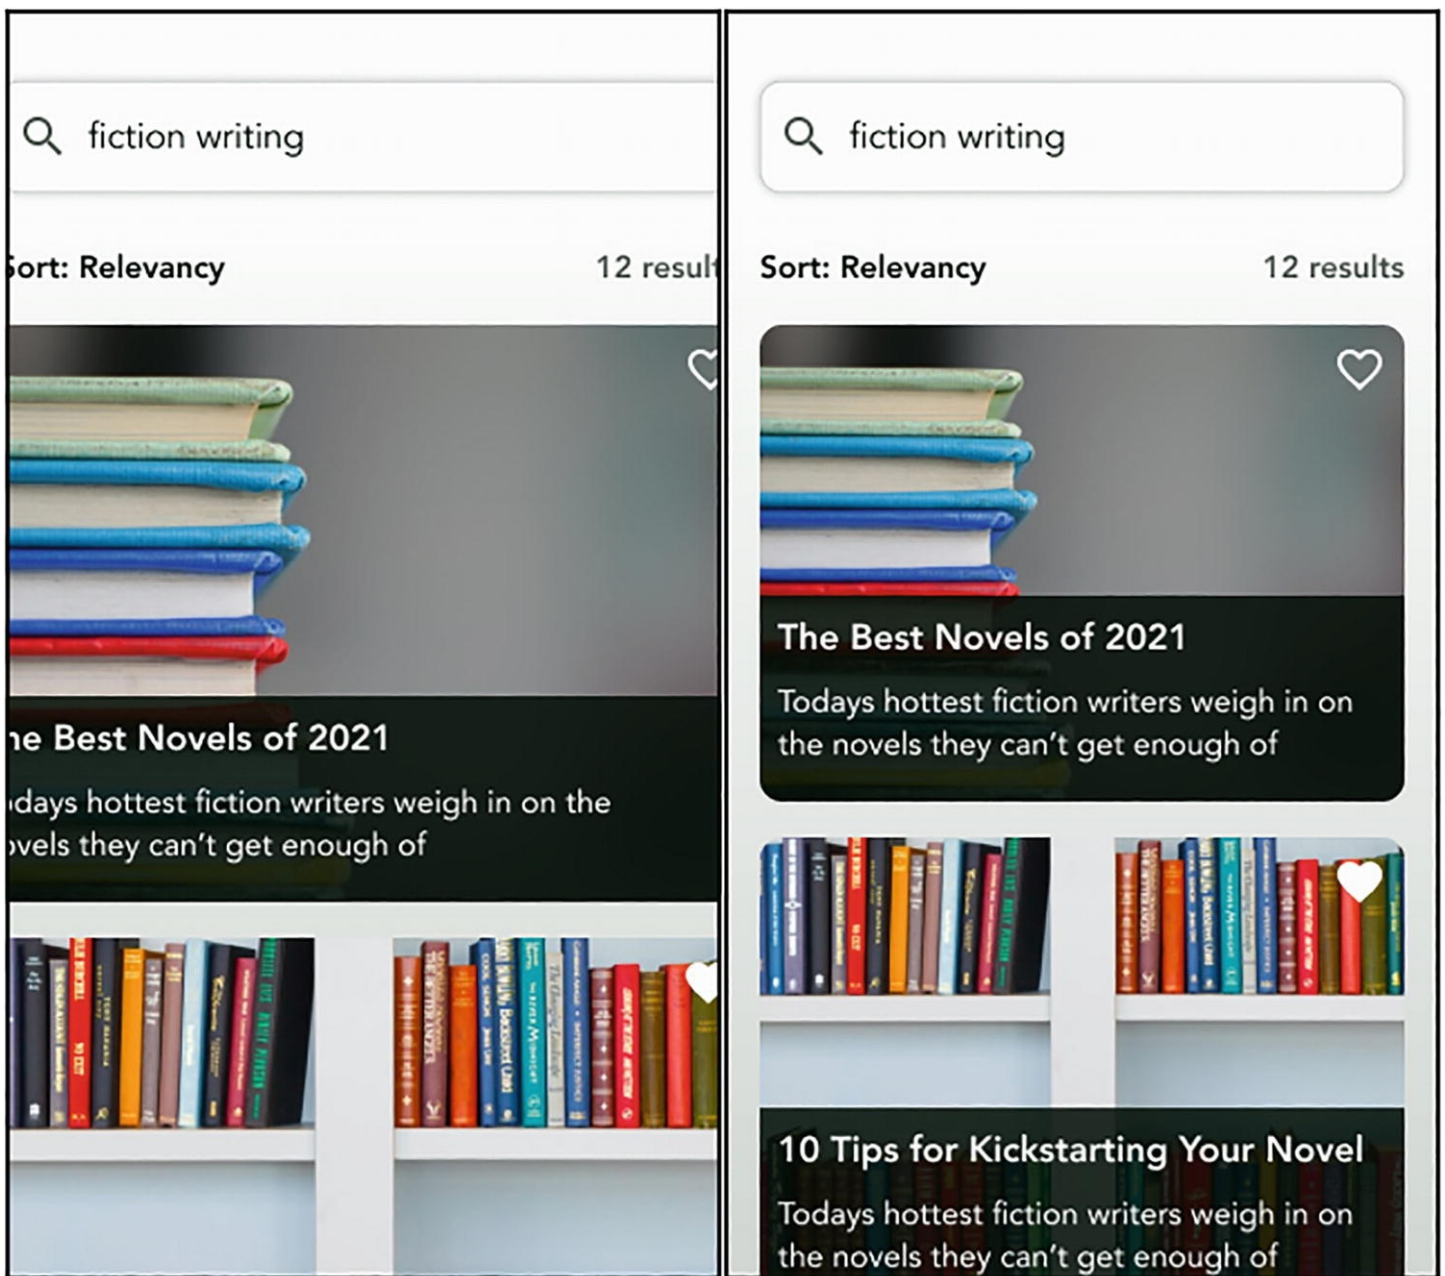 fiction writing
Sort: Relevancy
12 result
he Best Novels of 2021
odays hottest fiction writers weigh in on the
ovels they can't get enough of
fiction writing
Sort: Relevancy
12 results
The Best Novels of 2021
Todays hottest fiction writers weigh in on
the novels they can't get enough of
10 Tips for Kickstarting Your Novel
Todays hottest fiction writers weigh in on
the novels they can't get enough of